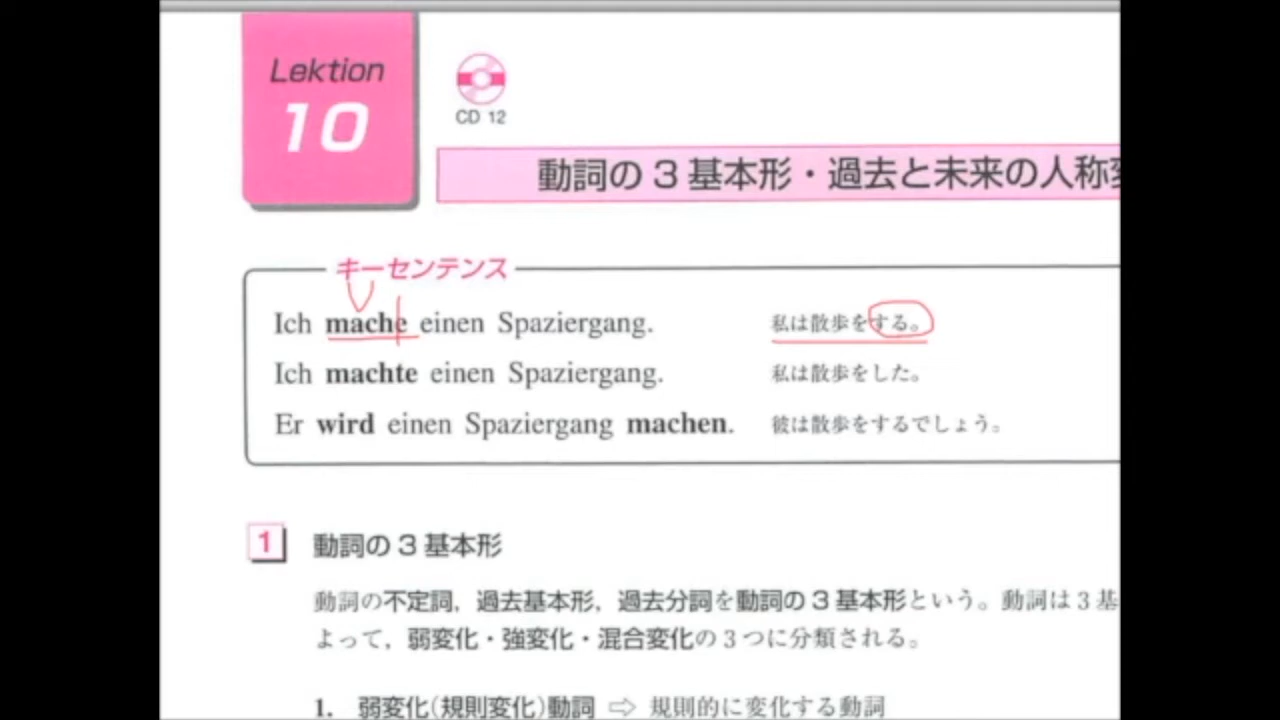 Lektion
10
CD 12
動詞の3基本形・過去と未来の人称変
キーセンテンス
Ich mache einen Spaziergang. 私は散歩をする。
Ich machte einen Spaziergang. 私は散歩をした。
Er wird einen Spaziergang machen. 彼は散歩をするでしょう。
1 動詞の3基本形
動詞の不定詞，過去基本形，過去分詞を動詞の3基本形という。動詞は3基
よって，弱変化・強変化・混合変化の3つに分類される。
1. 弱変化(規則変化)動詞 ⇨ 規則的に変化する動詞